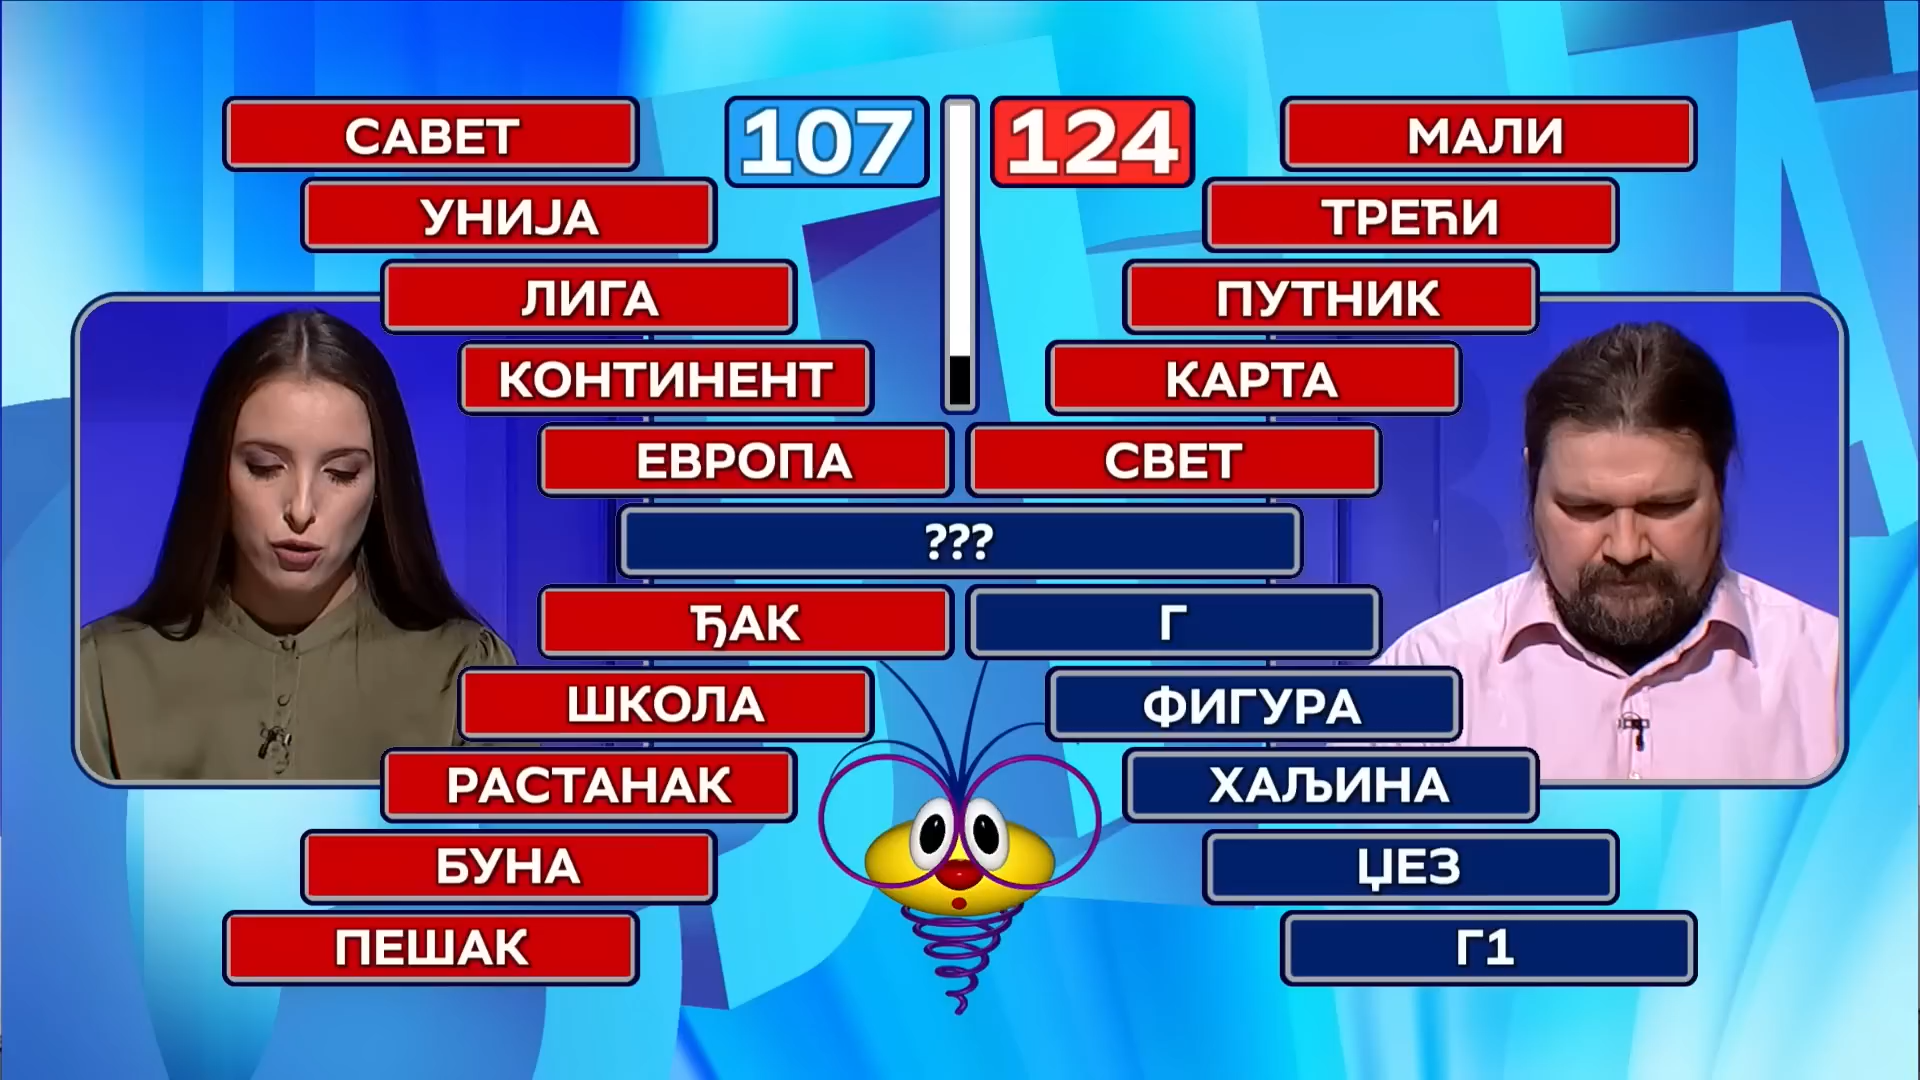 САВЕТ
107
124
МАЛИ
УНИЈА
ТРЕЋИ
ЛИГА
ПУТНИК
КОНТИНЕНТ
КАРТА
ЕВРОПА
СВЕТ
???
ЂАК
Г
ШКОЛА
ФИГУРА
РАСТАНАК
ХАЉИНА
БУНА
ЏЕЗ
ПЕШАК
Г1